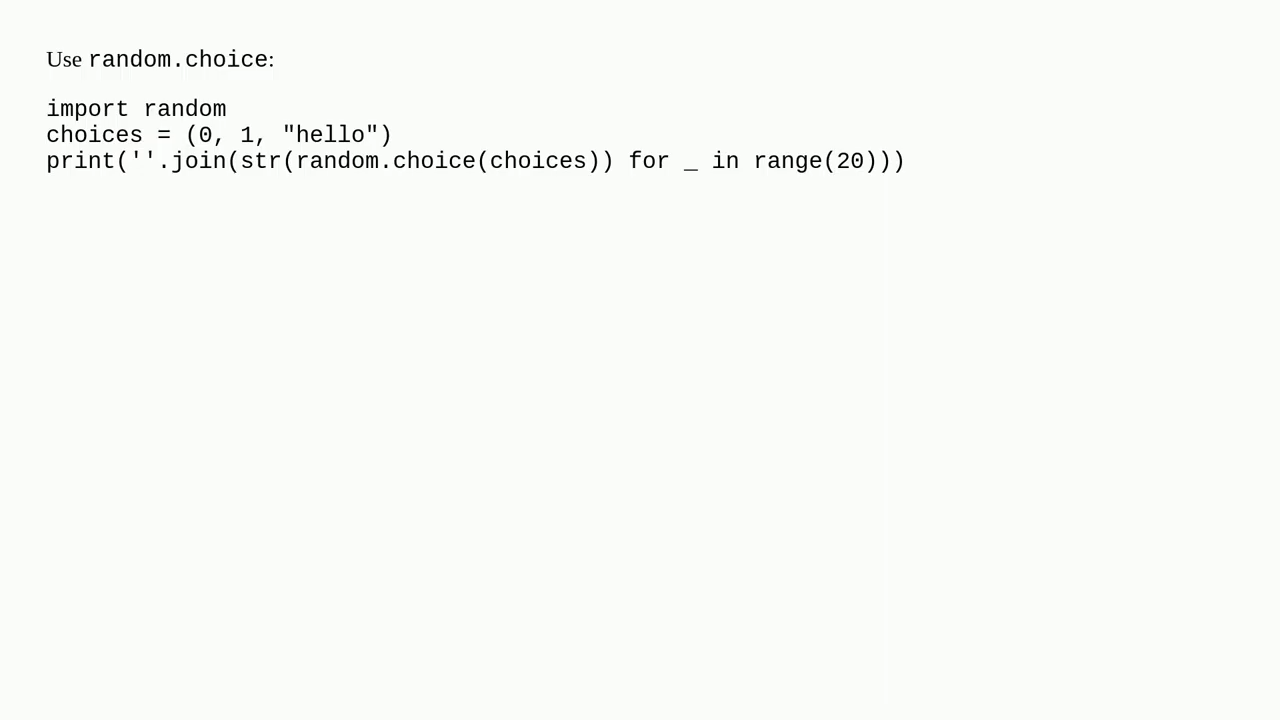 Use random.choice:
import random
choices = (0, 1, "hello")
print(''.join(str(random.choice(choices)) for _ in range(20)))